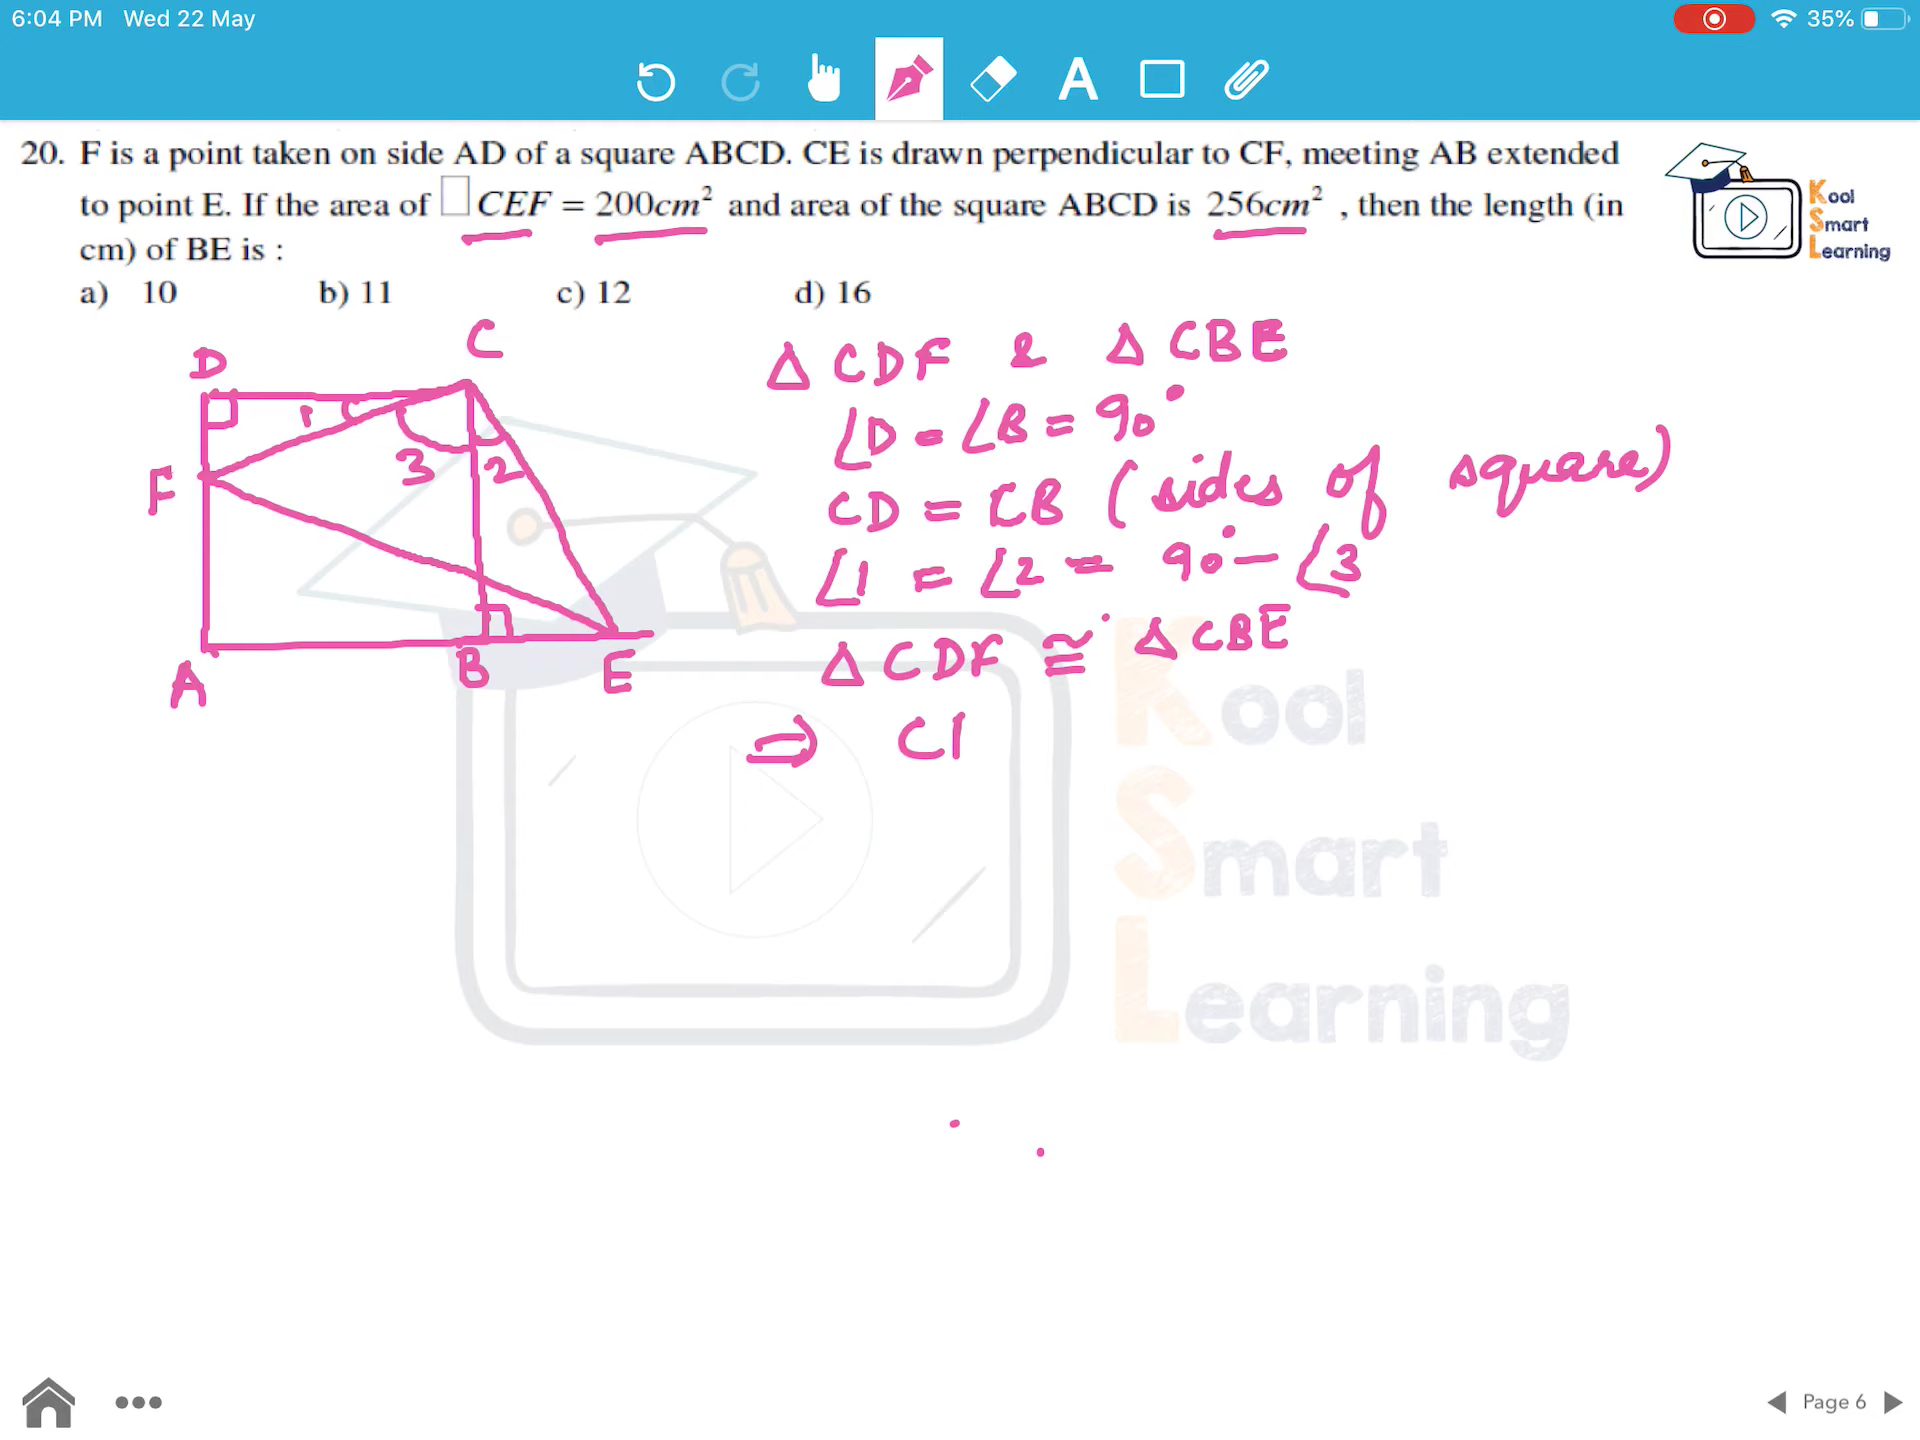 6:04 PM Wed 22 May
35%
A
20. F is a point taken on side AD of a square ABCD. CE is drawn perpendicular to CF, meeting AB extended
to point E. If the area of □ CEF = 200cm² and area of the square ABCD is 256cm² , then the length (in
cm) of BE is :
a) 10 b) 11 c) 12 d) 16
Kool
Smart
Learning
D C
1
3 2
F
A B E
Δ CDF & Δ CBE
∠D = ∠B = 90°
CD = CB (sides of square)
∠1 = ∠2 = 90° - ∠3
Δ CDF ≅ Δ CBE
⇒ CI
Kool
Smart
Learning
Page 6